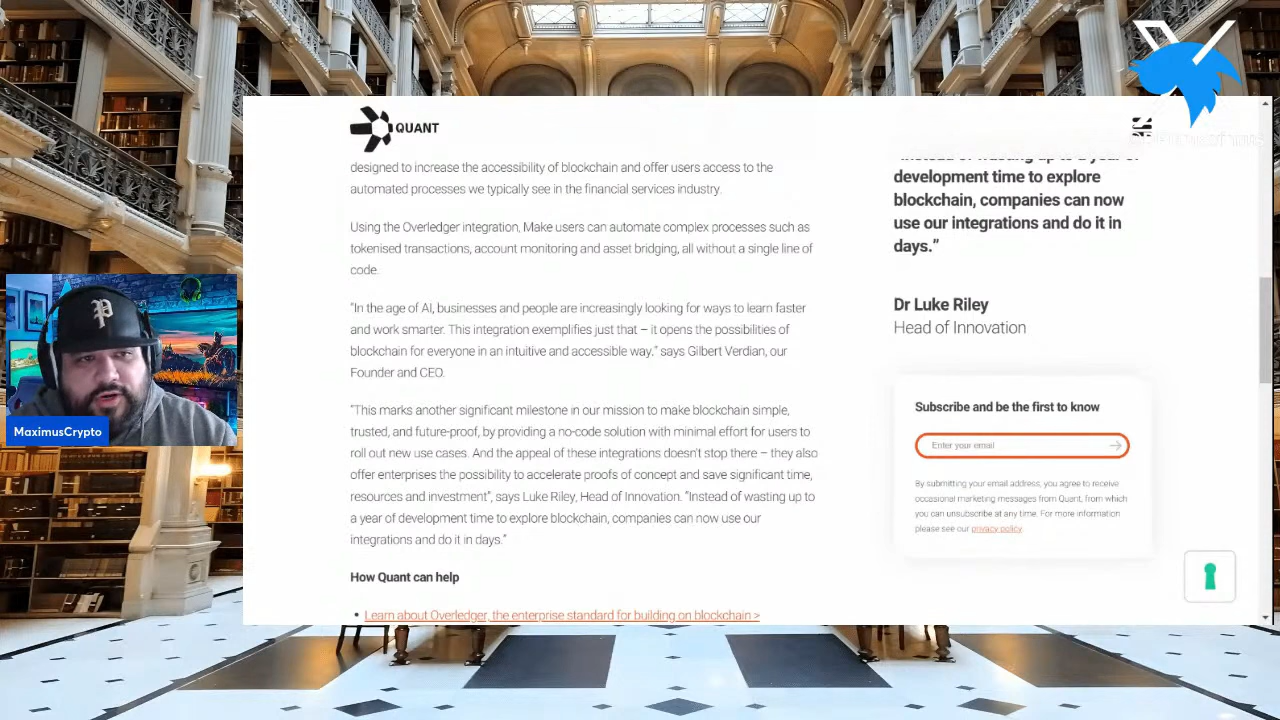 QUANT
designed to increase the accessibility of blockchain and offer users access to the
automated processes we typically see in the financial services industry.
Using the Overledger integration, Make users can automate complex processes such as
tokenised transactions, account monitoring and asset bridging, all without a single line of
code.
“In the age of AI, businesses and people are increasingly looking for ways to learn faster
and work smarter. This integration exemplifies just that – it opens the possibilities of
blockchain for everyone in an intuitive and accessible way,” says Gilbert Verdian, our
Founder and CEO.
“This marks another significant milestone in our mission to make blockchain simple,
trusted, and future-proof, by providing a no-code solution with minimal effort for users to
roll out new use cases. And the appeal of these integrations doesn’t stop there – they also
offer enterprises the possibility to accelerate proofs of concept and save significant time,
resources and investment”, says Luke Riley, Head of Innovation. “Instead of wasting up to
a year of development time to explore blockchain, companies can now use our
integrations and do it in days.”
How Quant can help
• Learn about Overledger, the enterprise standard for building on blockchain >
“Instead of wasting up to a year of
development time to explore
blockchain, companies can now
use our integrations and do it in
days.”
Dr Luke Riley
Head of Innovation
Subscribe and be the first to know
Enter your email
By submitting your email address, you agree to receive
occasional marketing messages from Quant, from which
you can unsubscribe at any time. For more information
please see our privacy policy
MaximusCrypto
P